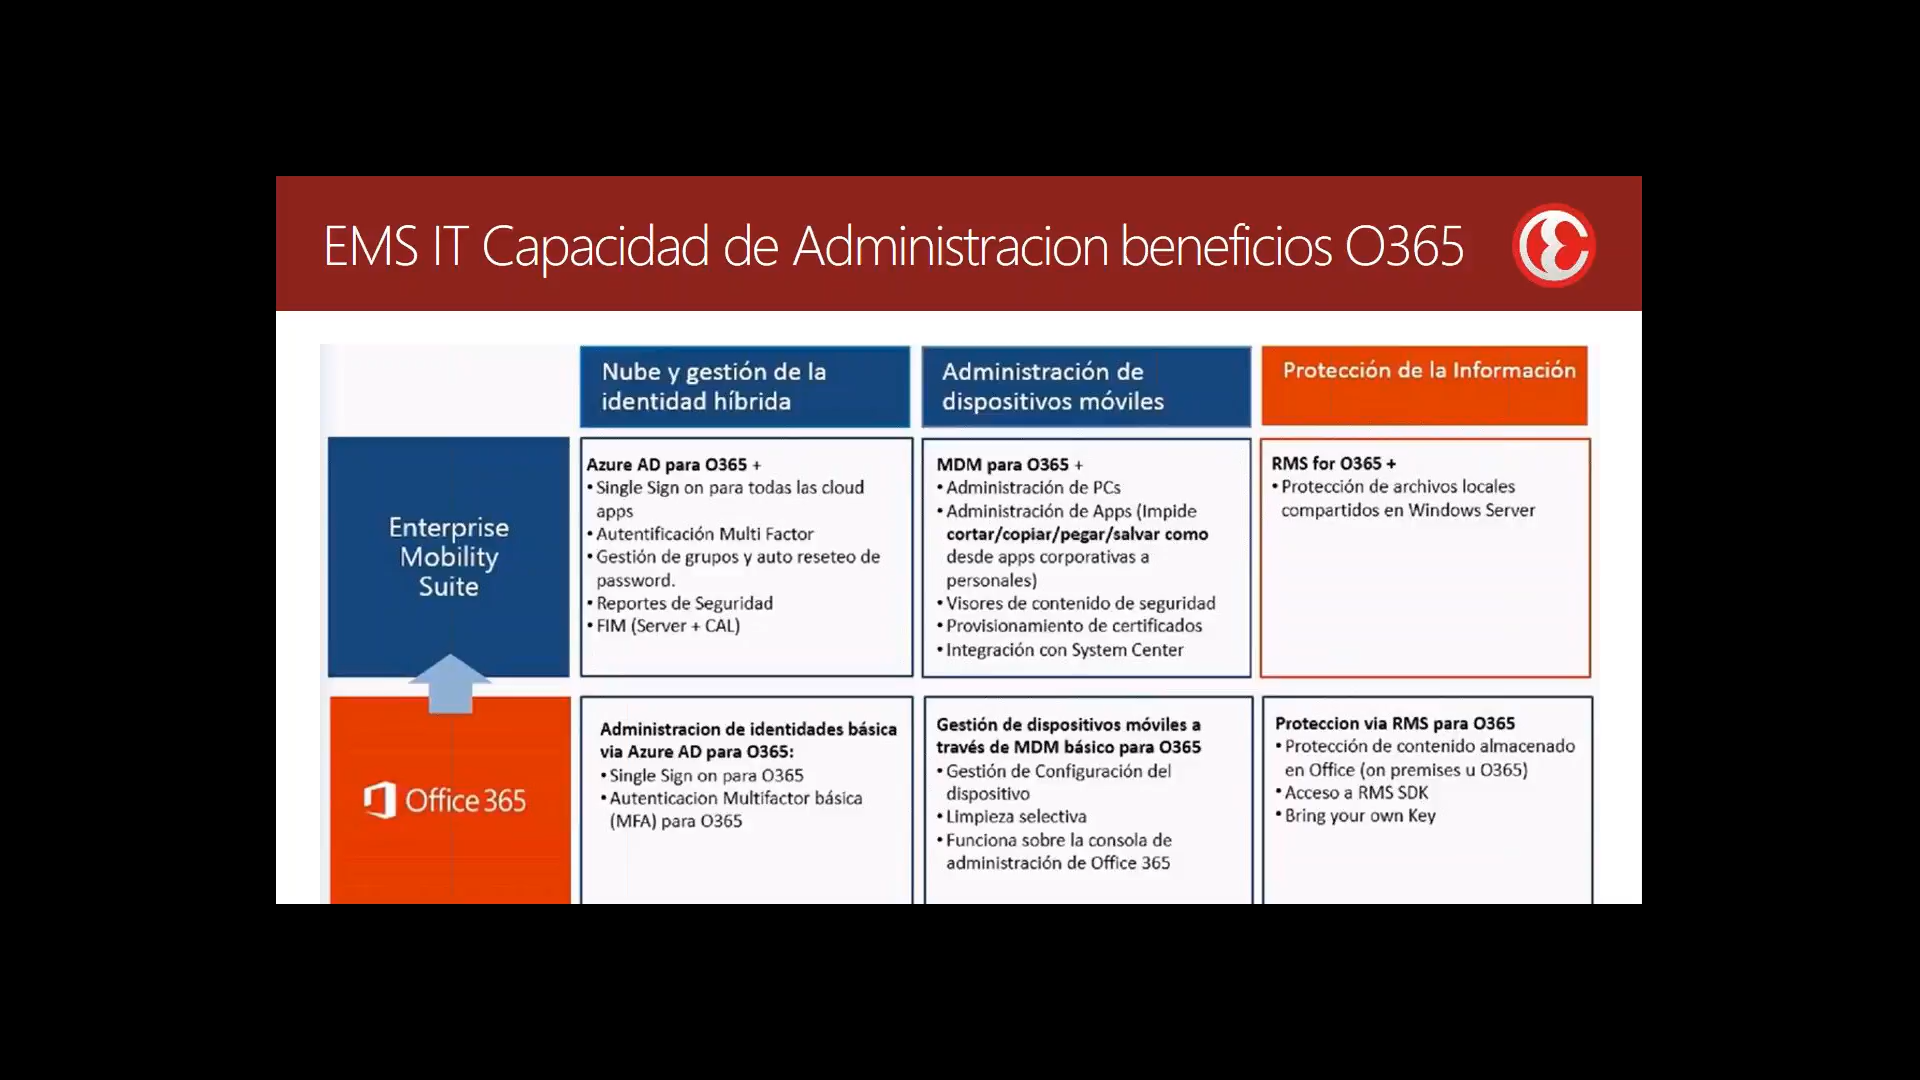 EMS IT Capacidad de Administracion beneficios O365
Nube y gestión de la
identidad híbrida
Administración de
dispositivos móviles
Protección de la Información
Enterprise
Mobility
Suite
Azure AD para O365 +
• Single Sign on para todas las cloud
apps
• Autentificación Multi Factor
• Gestión de grupos y auto reseteo de
password.
• Reportes de Seguridad
• FIM (Server + CAL)
MDM para O365 +
• Administración de PCs
• Administración de Apps (Impide
cortar/copiar/pegar/salvar como
desde apps corporativas a
personales)
• Visores de contenido de seguridad
• Provisionamiento de certificados
• Integración con System Center
RMS for O365 +
• Protección de archivos locales
compartidos en Windows Server
Office 365
Administracion de identidades básica
via Azure AD para O365:
• Single Sign on para O365
• Autenticacion Multifactor básica
(MFA) para O365
Gestión de dispositivos móviles a
través de MDM básico para O365
• Gestión de Configuración del
dispositivo
• Limpieza selectiva
• Funciona sobre la consola de
administración de Office 365
Proteccion via RMS para O365
• Protección de contenido almacenado
en Office (on premises u O365)
• Acceso a RMS SDK
• Bring your own Key